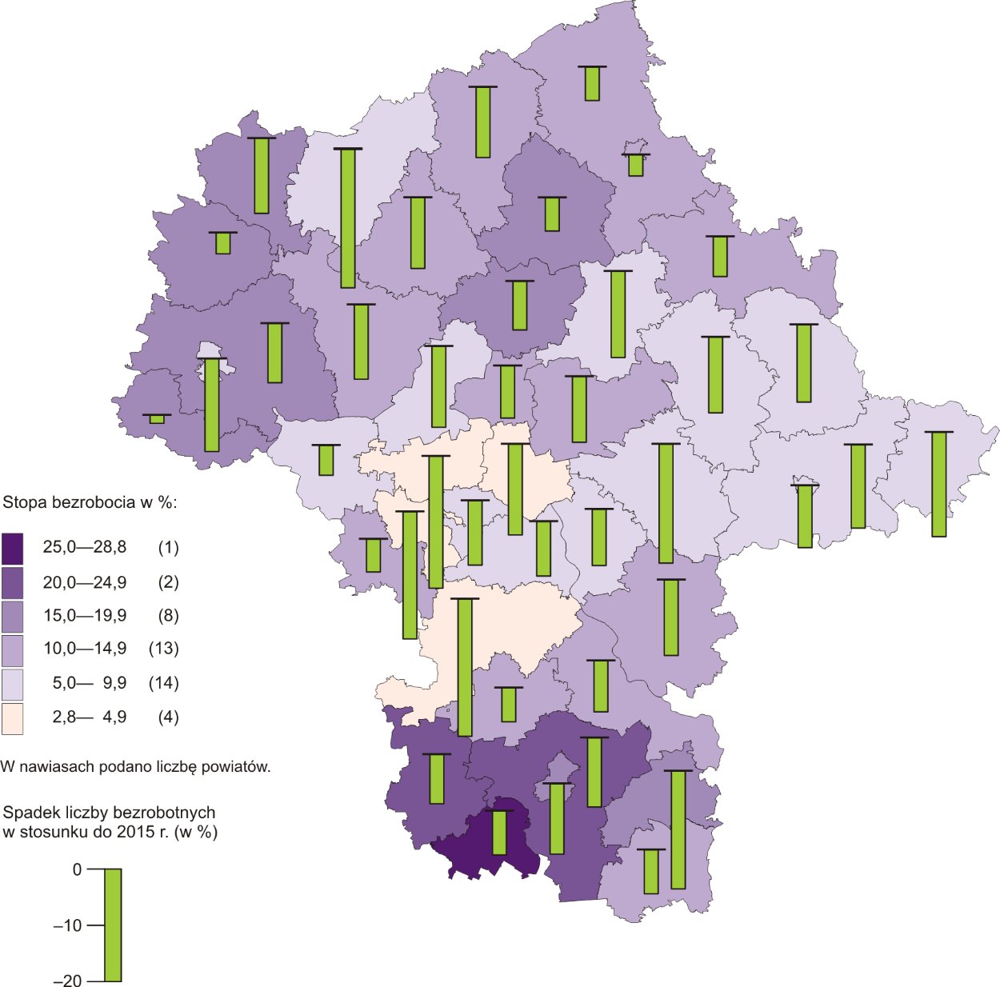 Stopa bezrobocia w %:
25,0—28,8 (1)
20,0—24,9 (2)
15,0—19,9 (8)
10,0—14,9 (13)
5,0— 9,9 (14)
2,8— 4,9 (4)
W nawiasach podano liczbę powiatów.
Spadek liczby bezrobotnych
w stosunku do 2015 r. (w %)
0
–10
–20